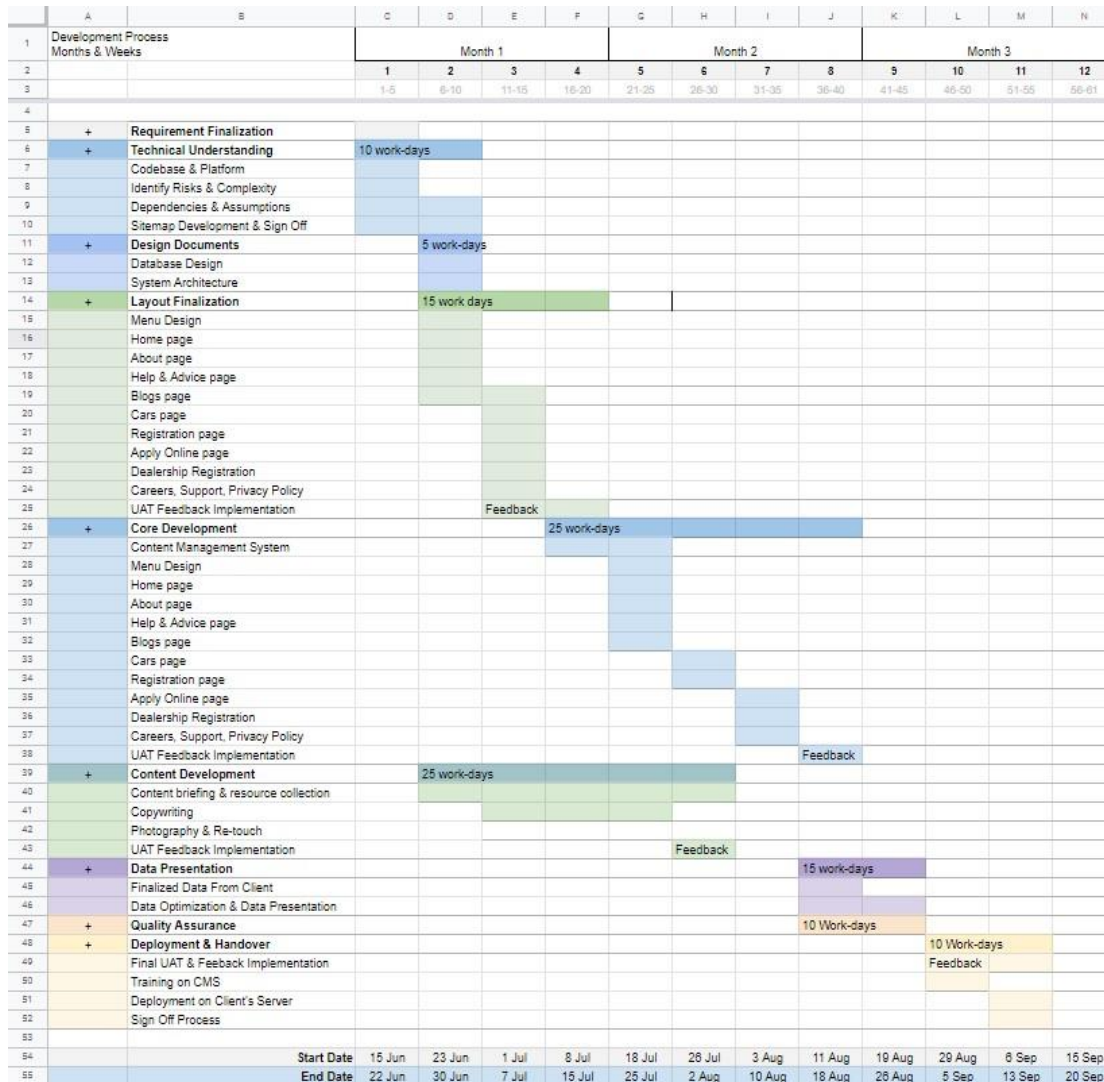 A B C D E F G H I J K L M N
1 Development Process
Months & Weeks Month 1 Month 2 Month 3
2 1 2 3 4 5 6 7 8 9 10 11 12
3 1-5 6-10 11-15 16-20 21-25 26-30 31-35 36-40 41-45 46-50 51-55 56-61
4
5 + Requirement Finalization
6 + Technical Understanding 10 work-days
7 Codebase & Platform
8 Identify Risks & Complexity
9 Dependencies & Assumptions
10 Sitemap Development & Sign Off
11 + Design Documents 5 work-days
12 Database Design
13 System Architecture
14 + Layout Finalization 15 work days
15 Menu Design
16 Home page
17 About page
18 Help & Advice page
19 Blogs page
20 Cars page
21 Registration page
22 Apply Online page
23 Dealership Registration
24 Careers, Support, Privacy Policy
25 UAT Feedback Implementation Feedback
26 + Core Development 25 work-days
27 Content Management System
28 Menu Design
29 Home page
30 About page
31 Help & Advice page
32 Blogs page
33 Cars page
34 Registration page
35 Apply Online page
36 Dealership Registration
37 Careers, Support, Privacy Policy
38 UAT Feedback Implementation Feedback
39 + Content Development 25 work-days
40 Content briefing & resource collection
41 Copywriting
42 Photography & Re-touch
43 UAT Feedback Implementation Feedback
44 + Data Presentation 15 work-days
45 Finalized Data From Client
46 Data Optimization & Data Presentation
47 + Quality Assurance 10 Work-days
48 + Deployment & Handover 10 Work-days
49 Final UAT & Feeback Implementation Feedback
50 Training on CMS
51 Deployment on Client's Server
52 Sign Off Process
53
54 Start Date 15 Jun 23 Jun 1 Jul 8 Jul 18 Jul 26 Jul 3 Aug 11 Aug 19 Aug 29 Aug 6 Sep 15 Sep
55 End Date 22 Jun 30 Jun 7 Jul 15 Jul 25 Jul 2 Aug 10 Aug 18 Aug 26 Aug 5 Sep 13 Sep 20 Sep